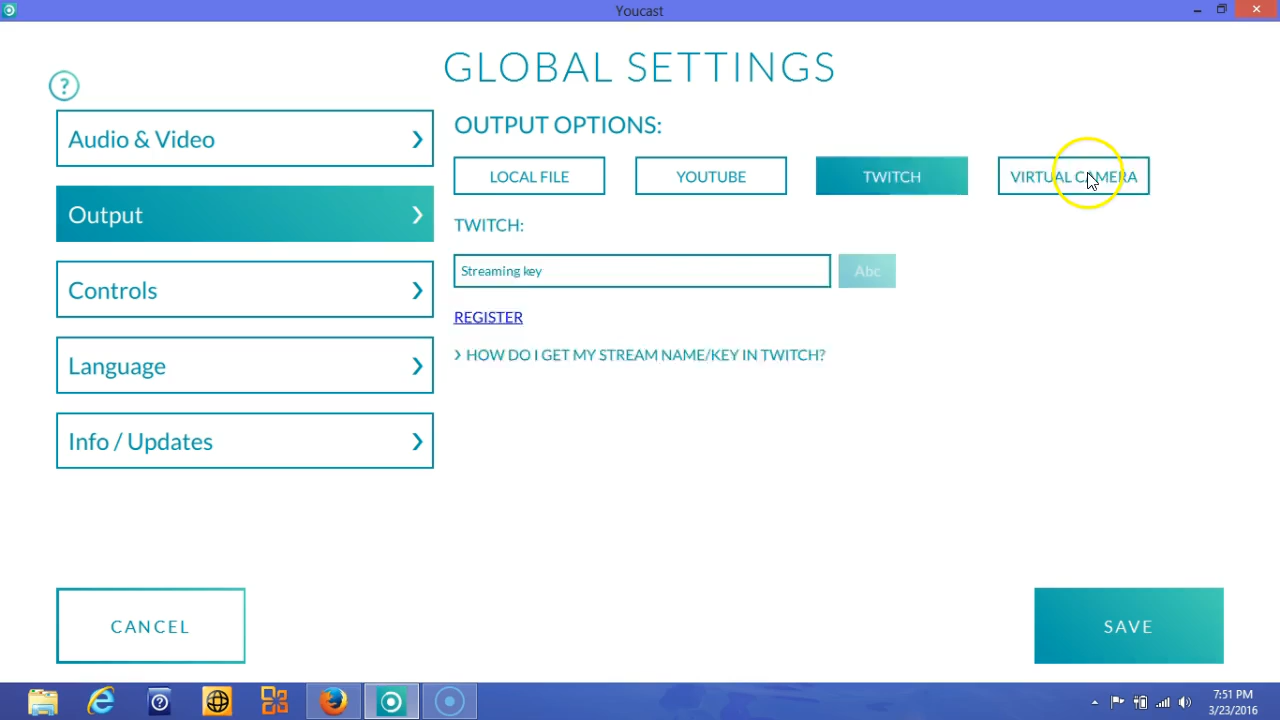 Youcast
GLOBAL SETTINGS
?
Audio & Video
Output
Controls
Language
Info / Updates
OUTPUT OPTIONS:
LOCAL FILE
YOUTUBE
TWITCH
VIRTUAL CAMERA
TWITCH:
Streaming key
Abc
REGISTER
HOW DO I GET MY STREAM NAME/KEY IN TWITCH?
CANCEL
SAVE
7:51 PM
3/23/2016